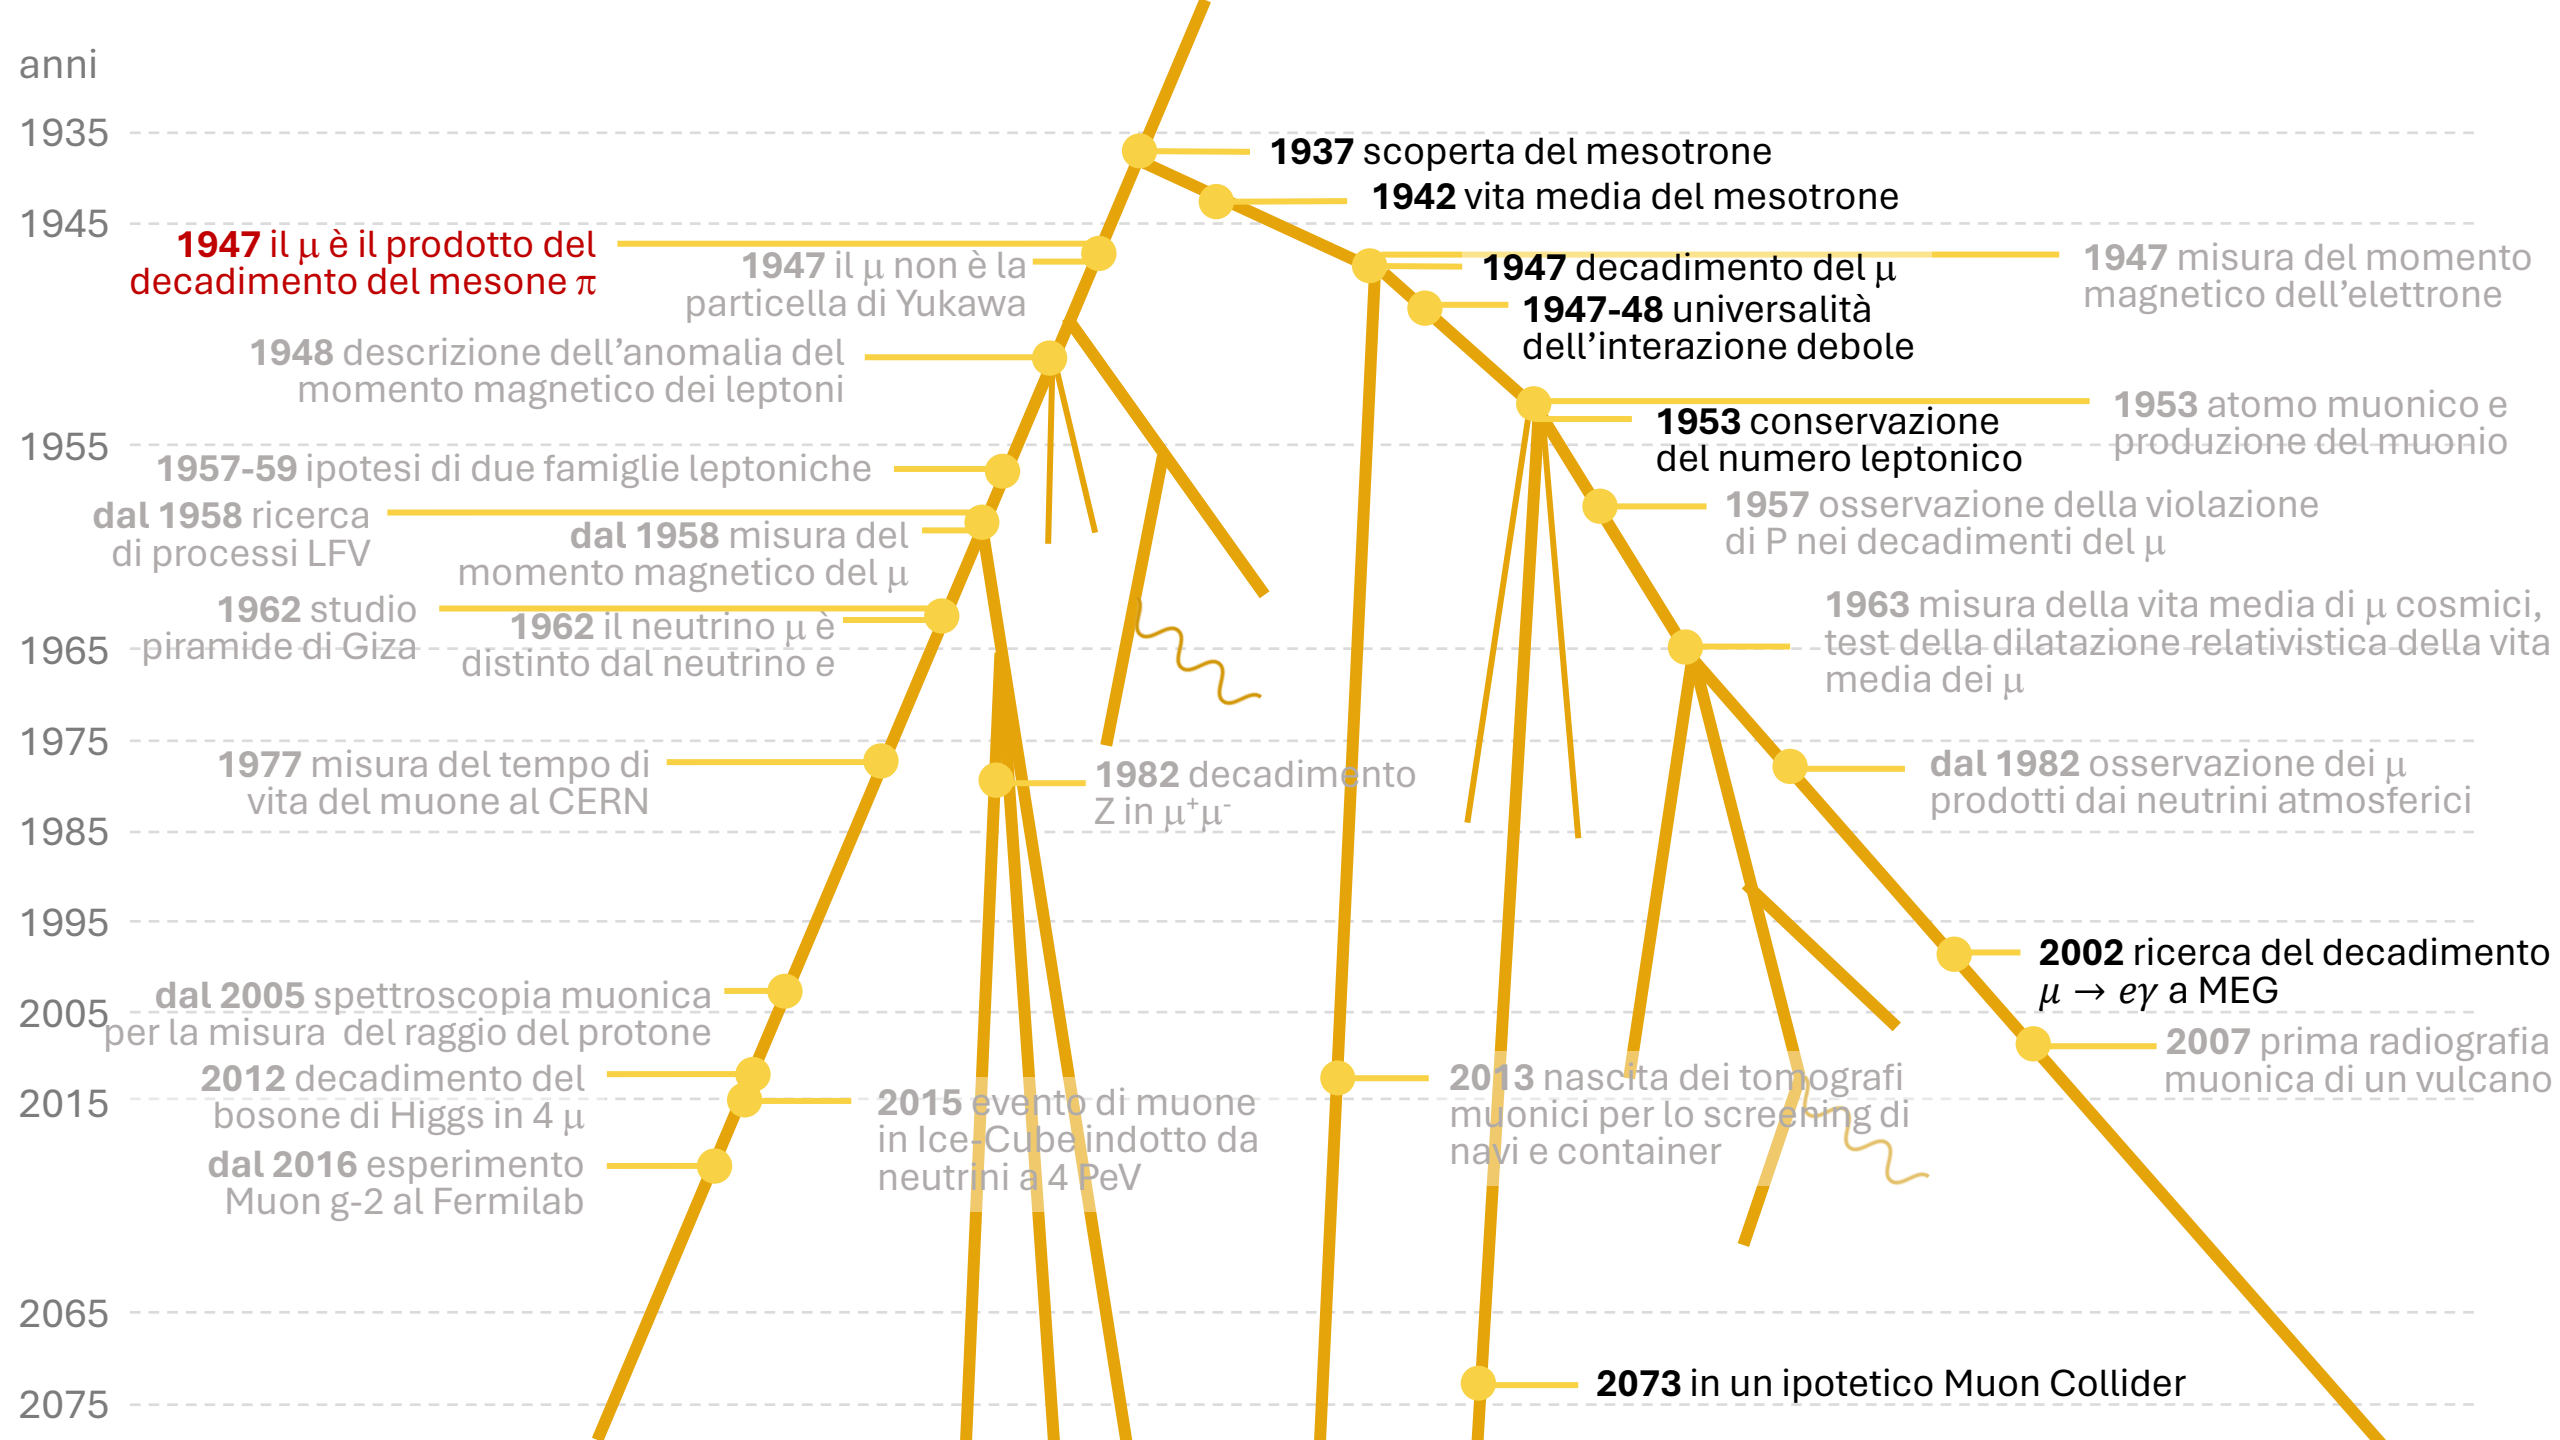 anni
1935
1937 scoperta del mesotrone
1942 vita media del mesotrone
1945
1947 il μ è il prodotto del
decadimento del mesone π
1947 il μ non è la
particella di Yukawa
1947 decadimento del μ
1947 misura del momento
magnetico dell’elettrone
1947-48 universalità
dell’interazione debole
1948 descrizione dell’anomalia del
momento magnetico dei leptoni
1953 conservazione
del numero leptonico
1953 atomo muonico e
produzione del muonio
1955
1957-59 ipotesi di due famiglie leptoniche
1957 osservazione della violazione
di P nei decadimenti del μ
dal 1958 ricerca
di processi LFV
dal 1958 misura del
momento magnetico del μ
1962 studio
piramide di Giza
1962 il neutrino μ è
distinto dal neutrino e
1963 misura della vita media di μ cosmici,
test della dilatazione relativistica della vita
media dei μ
1965
1975
1977 misura del tempo di
vita del muone al CERN
1982 decadimento
Z in μ⁺μ⁻
dal 1982 osservazione dei μ
prodotti dai neutrini atmosferici
1985
1995
2002 ricerca del decadimento
μ → eγ a MEG
dal 2005 spettroscopia muonica
per la misura del raggio del protone
2005
2007 prima radiografia
muonica di un vulcano
2012 decadimento del
bosone di Higgs in 4 μ
2013 nascita dei tomografi
muonici per lo screening di
navi e container
2015
2015 evento di muone
in Ice-Cube indotto da
neutrini a 4 PeV
dal 2016 esperimento
Muon g-2 al Fermilab
2065
2073 in un ipotetico Muon Collider
2075